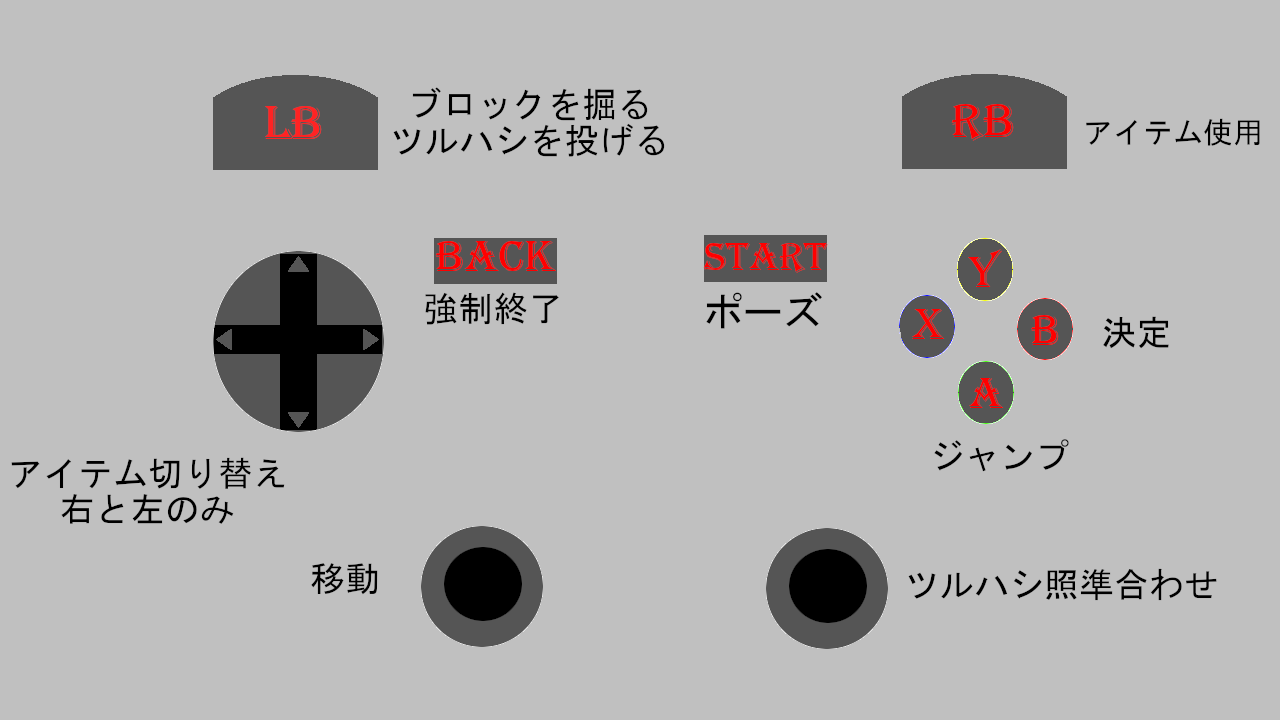 LB
ブロックを掘る
ツルハシを投げる
RB
アイテム使用
BACK
強制終了
START
ポーズ
Y
X
B
決定
A
ジャンプ
アイテム切り替え
右と左のみ
移動
ツルハシ照準合わせ